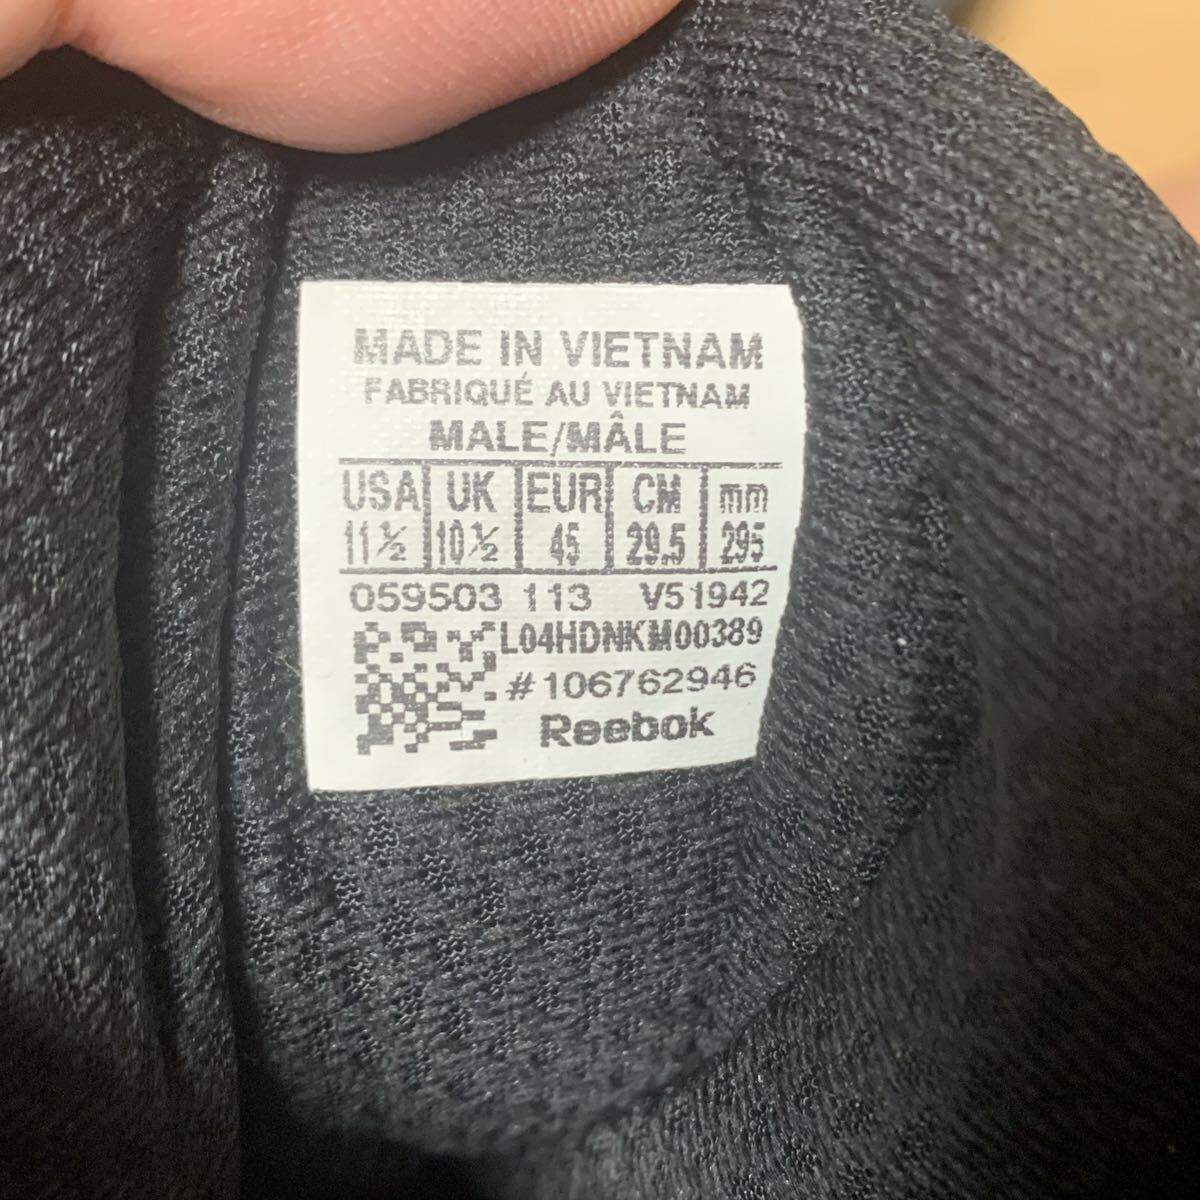 MADE IN VIETNAM
FABRIQUÉ AU VIETNAM
MALE/MÂLE
USA UK EUR CM mm
11½ 10½ 45 29.5 295
059503 113 V51942
L04HDNKM00389
#106762946
Reebok